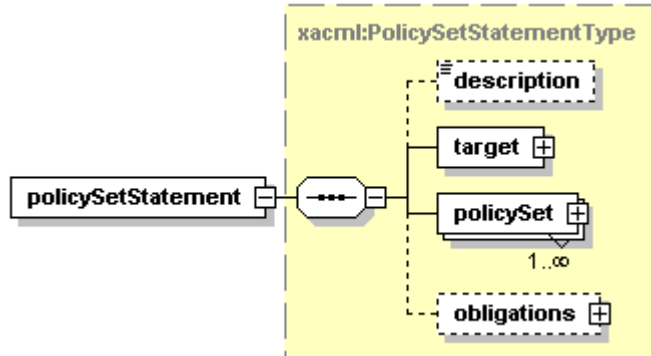 xacml:PolicySetStatementType
description
target
policySetStatement
policySet
1..∞
obligations